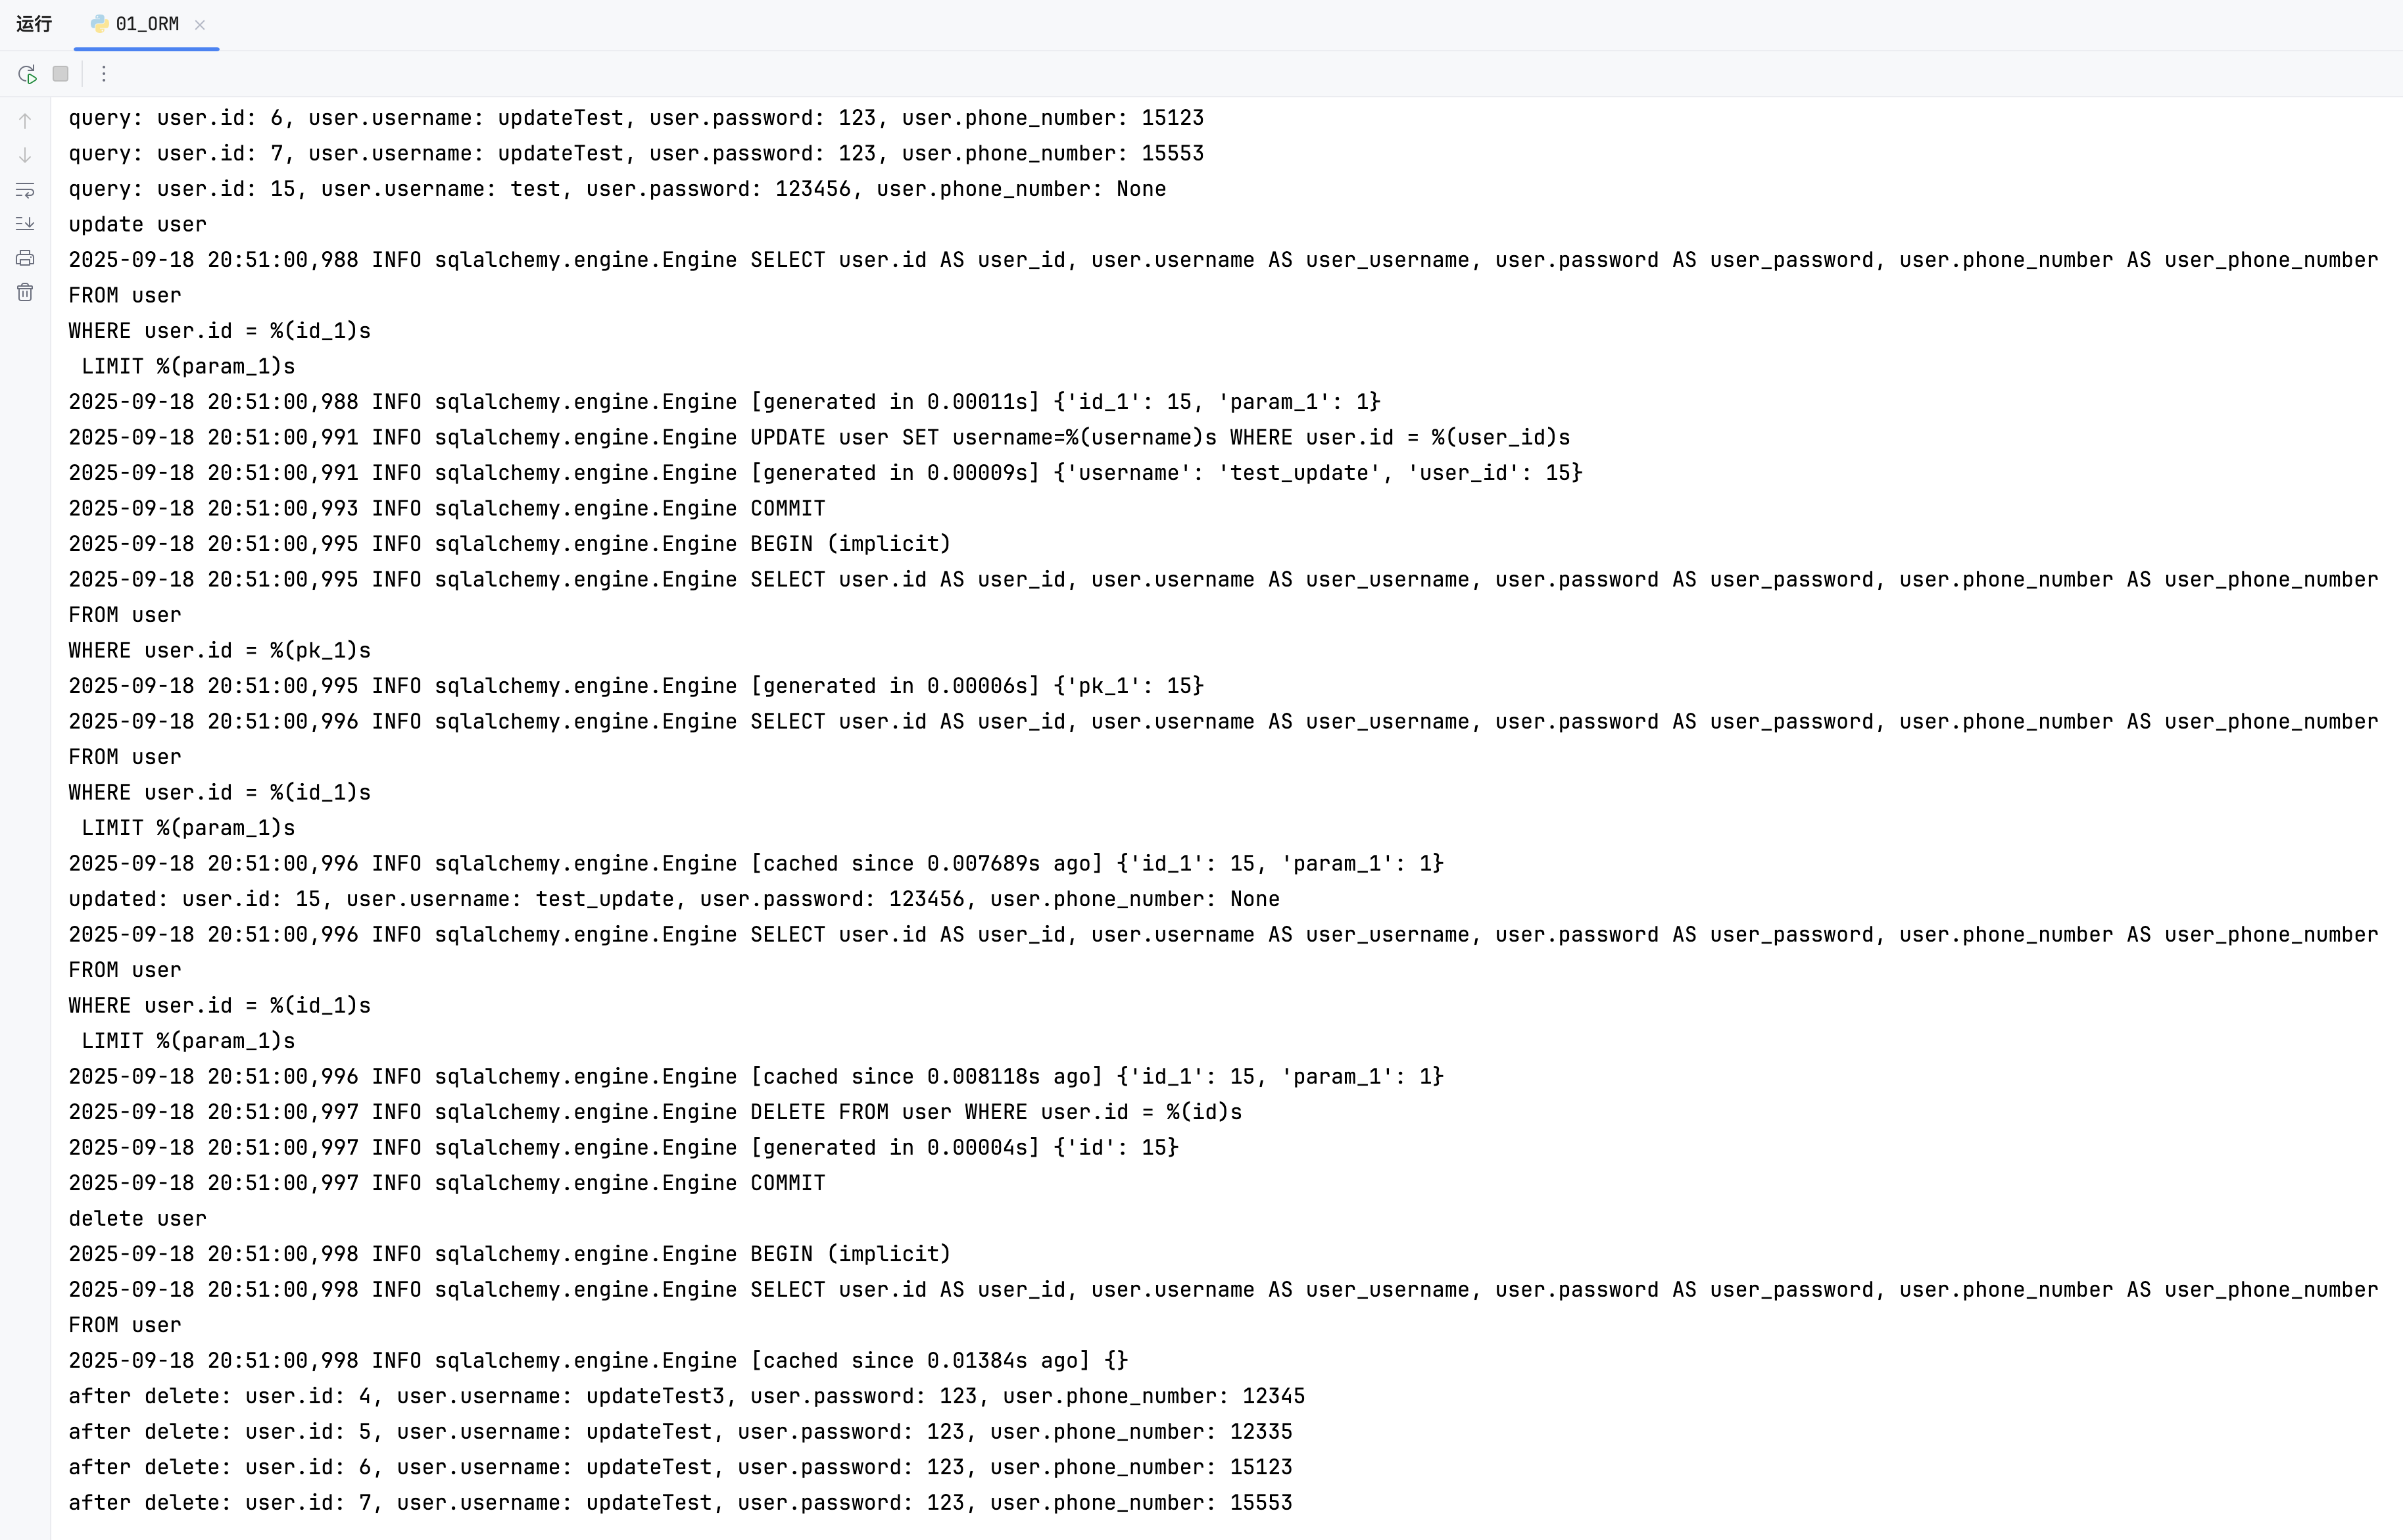 运行
01_ORM
query: user.id: 6, user.username: updateTest, user.password: 123, user.phone_number: 15123
query: user.id: 7, user.username: updateTest, user.password: 123, user.phone_number: 15553
query: user.id: 15, user.username: test, user.password: 123456, user.phone_number: None
update user
2025-09-18 20:51:00,988 INFO sqlalchemy.engine.Engine SELECT user.id AS user_id, user.username AS user_username, user.password AS user_password, user.phone_number AS user_phone_number
FROM user
WHERE user.id = %(id_1)s
 LIMIT %(param_1)s
2025-09-18 20:51:00,988 INFO sqlalchemy.engine.Engine [generated in 0.00011s] {'id_1': 15, 'param_1': 1}
2025-09-18 20:51:00,991 INFO sqlalchemy.engine.Engine UPDATE user SET username=%(username)s WHERE user.id = %(user_id)s
2025-09-18 20:51:00,991 INFO sqlalchemy.engine.Engine [generated in 0.00009s] {'username': 'test_update', 'user_id': 15}
2025-09-18 20:51:00,993 INFO sqlalchemy.engine.Engine COMMIT
2025-09-18 20:51:00,995 INFO sqlalchemy.engine.Engine BEGIN (implicit)
2025-09-18 20:51:00,995 INFO sqlalchemy.engine.Engine SELECT user.id AS user_id, user.username AS user_username, user.password AS user_password, user.phone_number AS user_phone_number
FROM user
WHERE user.id = %(pk_1)s
2025-09-18 20:51:00,995 INFO sqlalchemy.engine.Engine [generated in 0.00006s] {'pk_1': 15}
2025-09-18 20:51:00,996 INFO sqlalchemy.engine.Engine SELECT user.id AS user_id, user.username AS user_username, user.password AS user_password, user.phone_number AS user_phone_number
FROM user
WHERE user.id = %(id_1)s
 LIMIT %(param_1)s
2025-09-18 20:51:00,996 INFO sqlalchemy.engine.Engine [cached since 0.007689s ago] {'id_1': 15, 'param_1': 1}
updated: user.id: 15, user.username: test_update, user.password: 123456, user.phone_number: None
2025-09-18 20:51:00,996 INFO sqlalchemy.engine.Engine SELECT user.id AS user_id, user.username AS user_username, user.password AS user_password, user.phone_number AS user_phone_number
FROM user
WHERE user.id = %(id_1)s
 LIMIT %(param_1)s
2025-09-18 20:51:00,996 INFO sqlalchemy.engine.Engine [cached since 0.008118s ago] {'id_1': 15, 'param_1': 1}
2025-09-18 20:51:00,997 INFO sqlalchemy.engine.Engine DELETE FROM user WHERE user.id = %(id)s
2025-09-18 20:51:00,997 INFO sqlalchemy.engine.Engine [generated in 0.00004s] {'id': 15}
2025-09-18 20:51:00,997 INFO sqlalchemy.engine.Engine COMMIT
delete user
2025-09-18 20:51:00,998 INFO sqlalchemy.engine.Engine BEGIN (implicit)
2025-09-18 20:51:00,998 INFO sqlalchemy.engine.Engine SELECT user.id AS user_id, user.username AS user_username, user.password AS user_password, user.phone_number AS user_phone_number
FROM user
2025-09-18 20:51:00,998 INFO sqlalchemy.engine.Engine [cached since 0.01384s ago] {}
after delete: user.id: 4, user.username: updateTest3, user.password: 123, user.phone_number: 12345
after delete: user.id: 5, user.username: updateTest, user.password: 123, user.phone_number: 12335
after delete: user.id: 6, user.username: updateTest, user.password: 123, user.phone_number: 15123
after delete: user.id: 7, user.username: updateTest, user.password: 123, user.phone_number: 15553